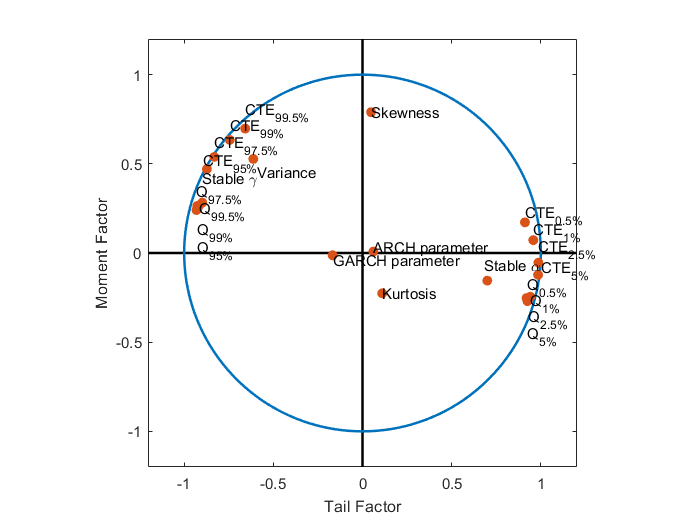 1
0.5
0
-0.5
-1
Moment Factor
CTE99.5%
CTE99%
CTE97.5%
CTE95%
Variance
Stable γ
Q97.5%
Q99.5%
Q99%
Q95%
Skewness
ARCH parameter
GARCH parameter
Kurtosis
CTE0.5%
CTE1%
CTE2.5%
Stable α
CTE5%
Q0.5%
Q1%
Q2.5%
Q5%
-1 -0.5 0 0.5 1
Tail Factor